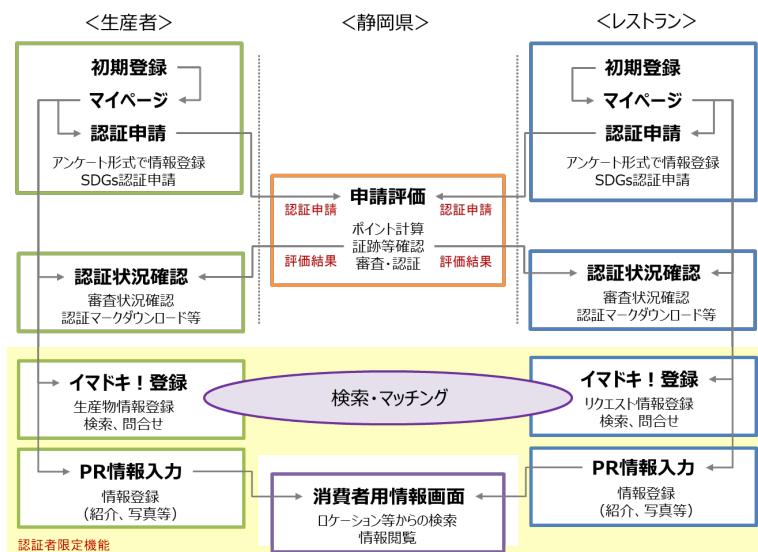 ＜生産者＞
＜静岡県＞
＜レストラン＞
初期登録
マイページ
認証申請
アンケート形式で情報登録
SDGs認証申請
初期登録
マイページ
認証申請
アンケート形式で情報登録
SDGs認証申請
申請評価
認証申請
認証申請
ポイント計算
証跡等確認
審査・認証
評価結果
評価結果
認証状況確認
審査状況確認
認証マークダウンロード等
認証状況確認
審査状況確認
認証マークダウンロード等
イマドキ！登録
生産物情報登録
検索、問合せ
検索・マッチング
イマドキ！登録
リクエスト情報登録
検索、問合せ
PR情報入力
情報登録
（紹介、写真等）
消費者用情報画面
ロケーション等からの検索
情報閲覧
PR情報入力
情報登録
（紹介、写真等）
認証者限定機能